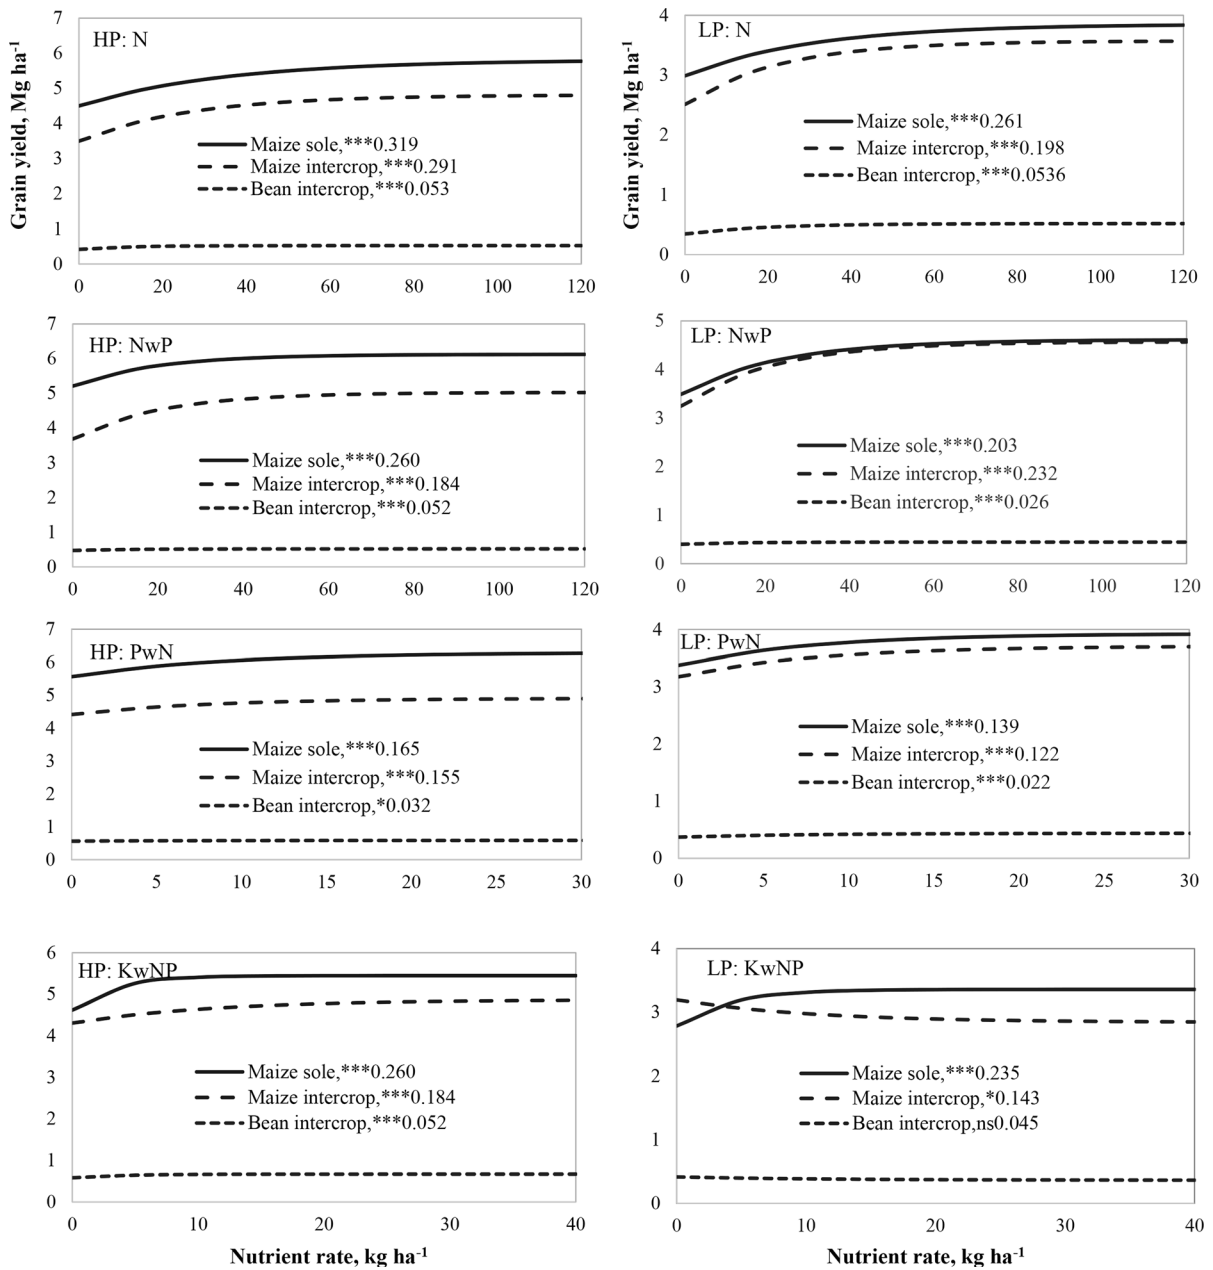 HP: N
Grain yield, Mg ha⁻¹
7
6
5
4
3
2
1
0
Maize sole,***0.319
Maize intercrop,***0.291
Bean intercrop,***0.053
0 20 40 60 80 100 120
LP: N
Grain yield, Mg ha⁻¹
4
3
2
1
0
Maize sole,***0.261
Maize intercrop,***0.198
Bean intercrop,***0.0536
0 20 40 60 80 100 120
HP: NwP
7
6
5
4
3
2
1
0
Maize sole,***0.260
Maize intercrop,***0.184
Bean intercrop,***0.052
0 20 40 60 80 100 120
LP: NwP
5
4
3
2
1
0
Maize sole,***0.203
Maize intercrop,***0.232
Bean intercrop,***0.026
0 20 40 60 80 100 120
HP: PwN
7
6
5
4
3
2
1
0
Maize sole,***0.165
Maize intercrop,***0.155
Bean intercrop,*0.032
0 5 10 15 20 25 30
LP: PwN
4
3
2
1
0
Maize sole,***0.139
Maize intercrop,***0.122
Bean intercrop,***0.022
0 5 10 15 20 25 30
HP: KwNP
6
5
4
3
2
1
0
Maize sole,***0.260
Maize intercrop,***0.184
Bean intercrop,***0.052
0 10 20 30 40
Nutrient rate, kg ha⁻¹
LP: KwNP
4
3
2
1
0
Maize sole,***0.235
Maize intercrop,*0.143
Bean intercrop,ns0.045
0 10 20 30 40
Nutrient rate, kg ha⁻¹